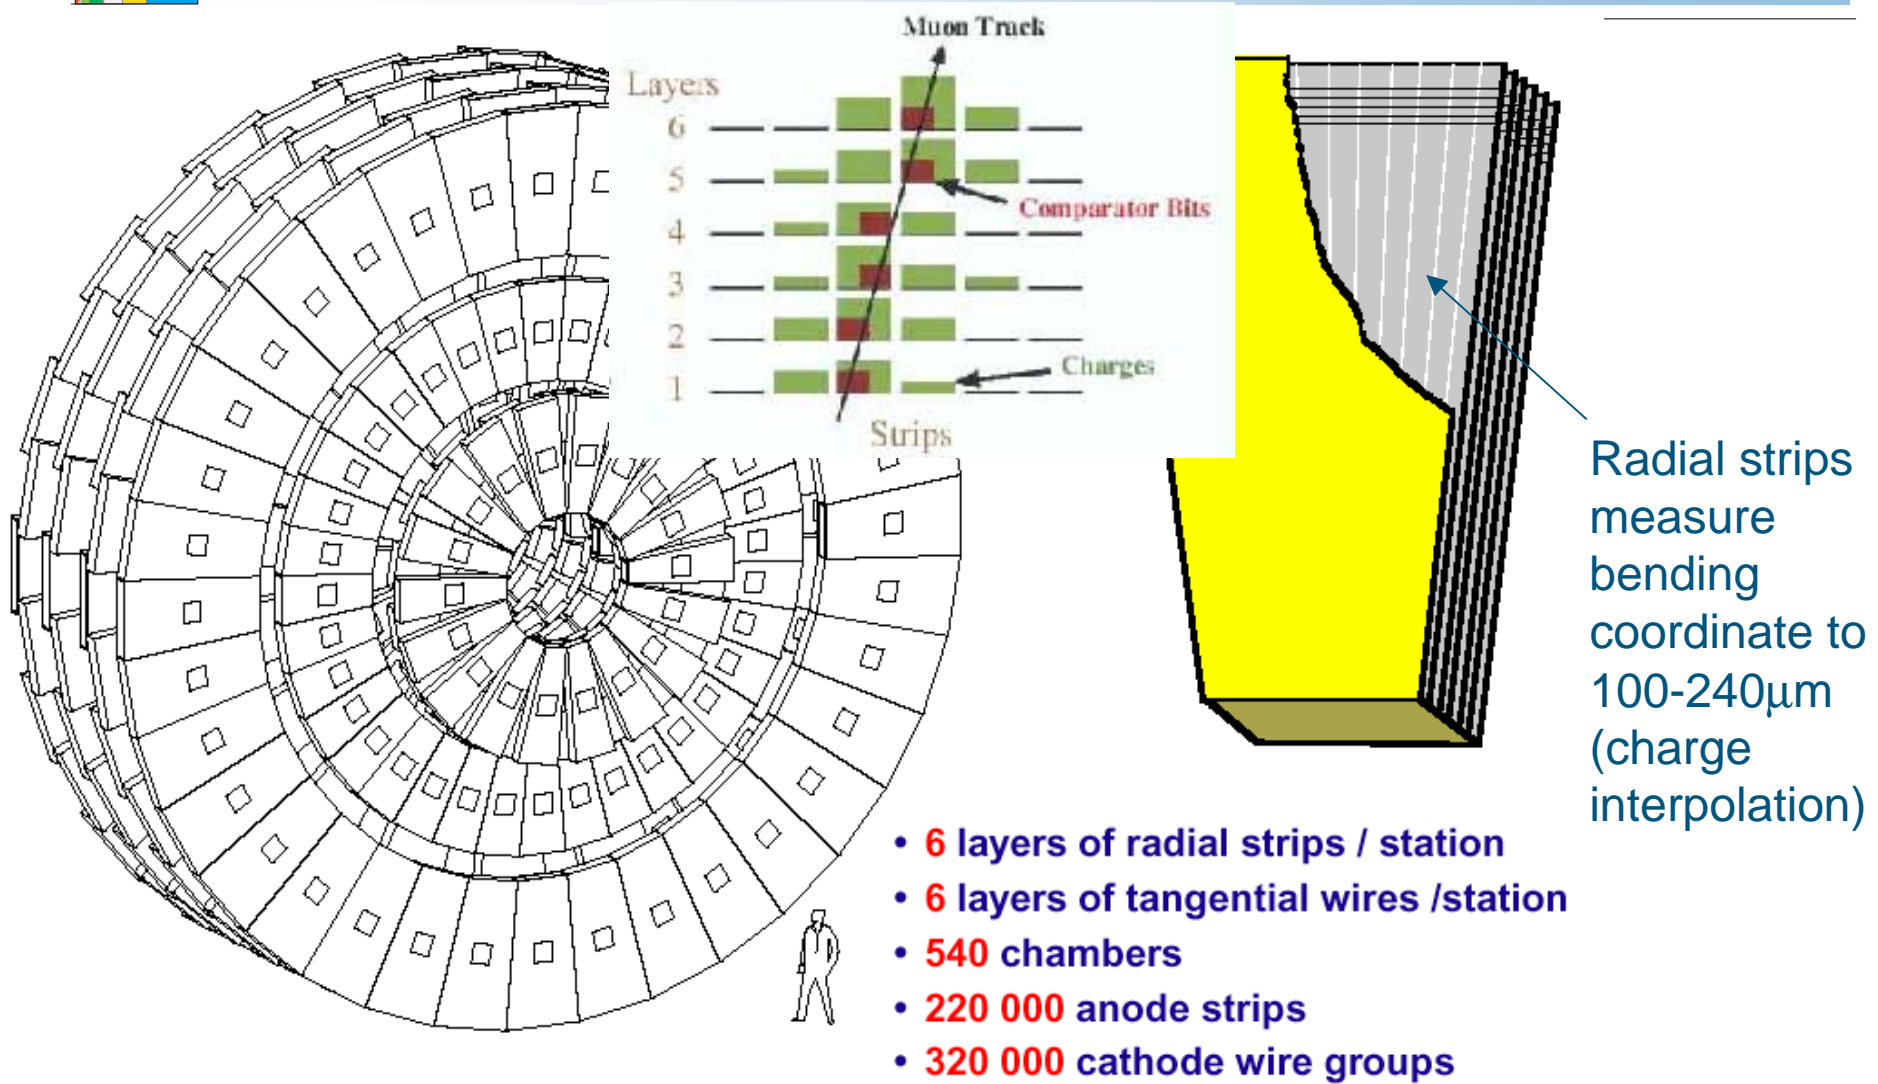 Muon Track
Layers
6
5
Comparator Bits
4
3
2
Charges
1
Strips
Radial strips
measure
bending
coordinate to
100-240μm
(charge
interpolation)
• 6 layers of radial strips / station
• 6 layers of tangential wires /station
• 540 chambers
• 220 000 anode strips
• 320 000 cathode wire groups